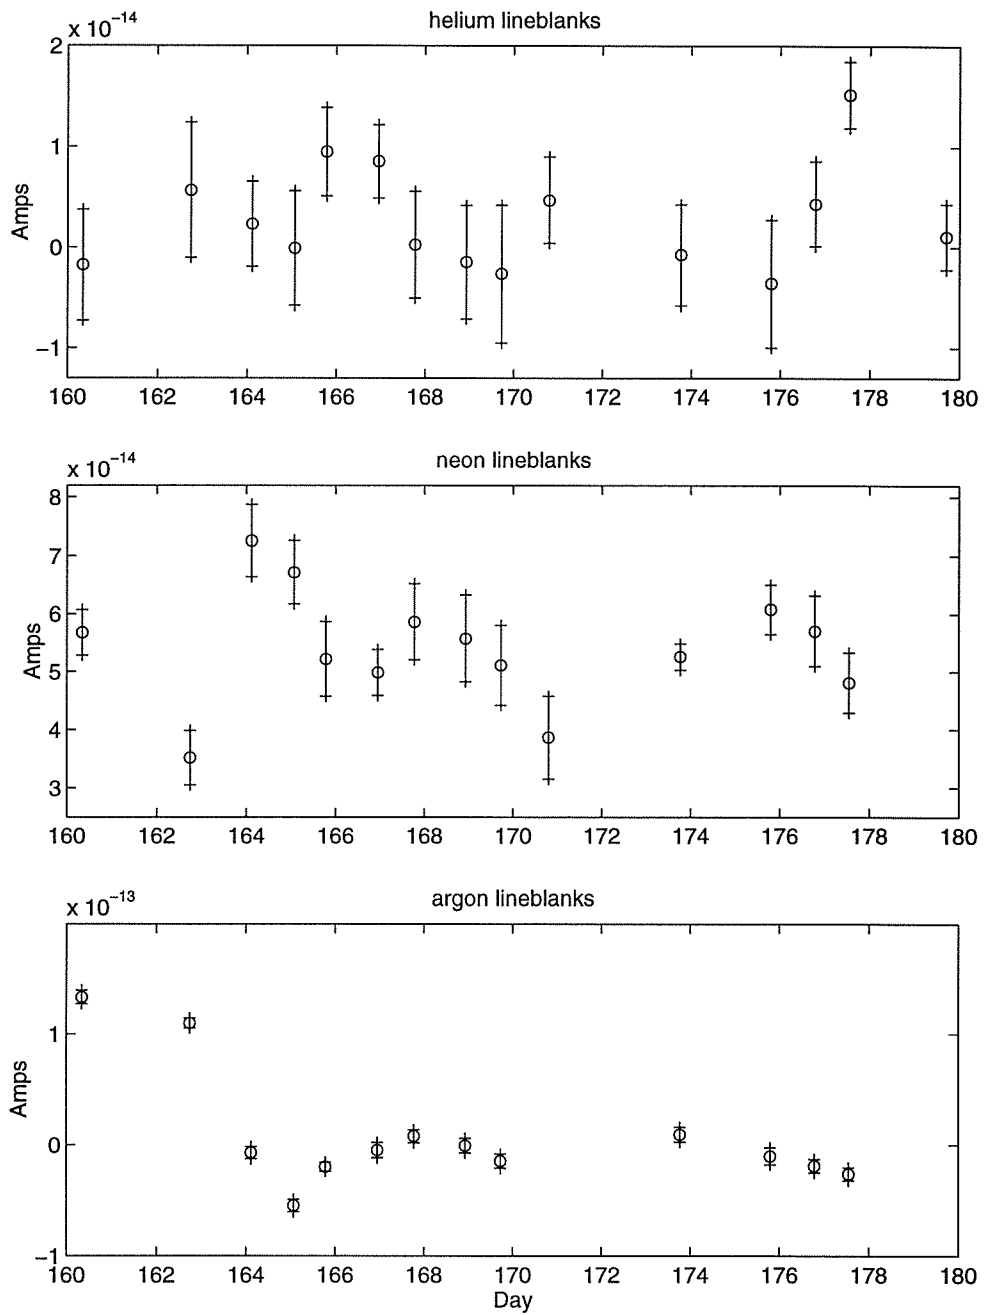 helium lineblanks
x 10−14
2
1
0
−1
Amps
160 162 164 166 168 170 172 174 176 178 180
neon lineblanks
x 10−14
8
7
6
5
4
3
Amps
160 162 164 166 168 170 172 174 176 178 180
argon lineblanks
x 10−13
1
0
−1
Amps
160 162 164 166 168 170 172 174 176 178 180
Day